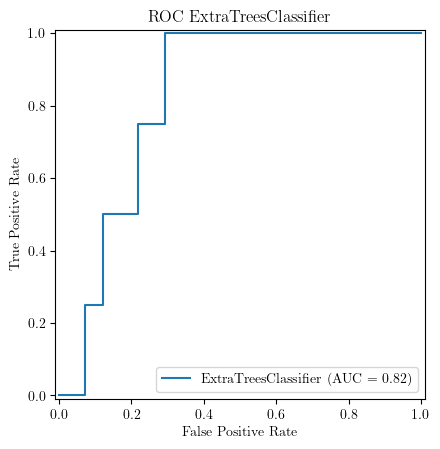 ROC ExtraTreesClassifier
True Positive Rate
1.0
0.8
0.6
0.4
0.2
0.0
ExtraTreesClassifier (AUC = 0.82)
0.0 0.2 0.4 0.6 0.8 1.0
False Positive Rate